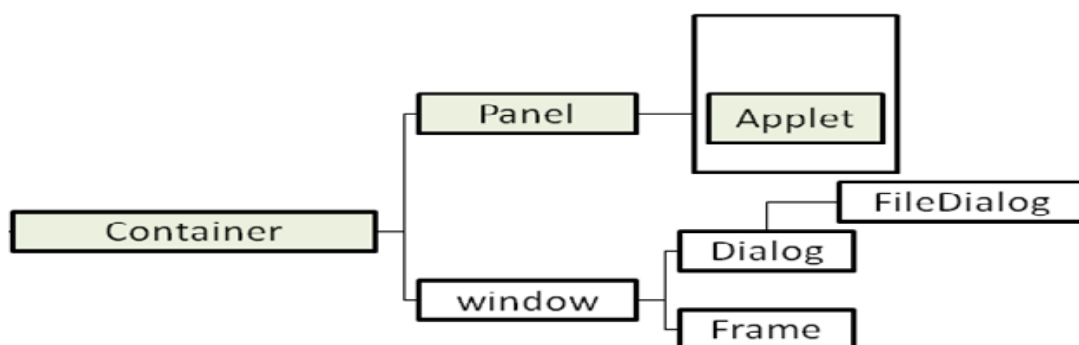 Panel
Applet
FileDialog
Container
Dialog
window
Frame